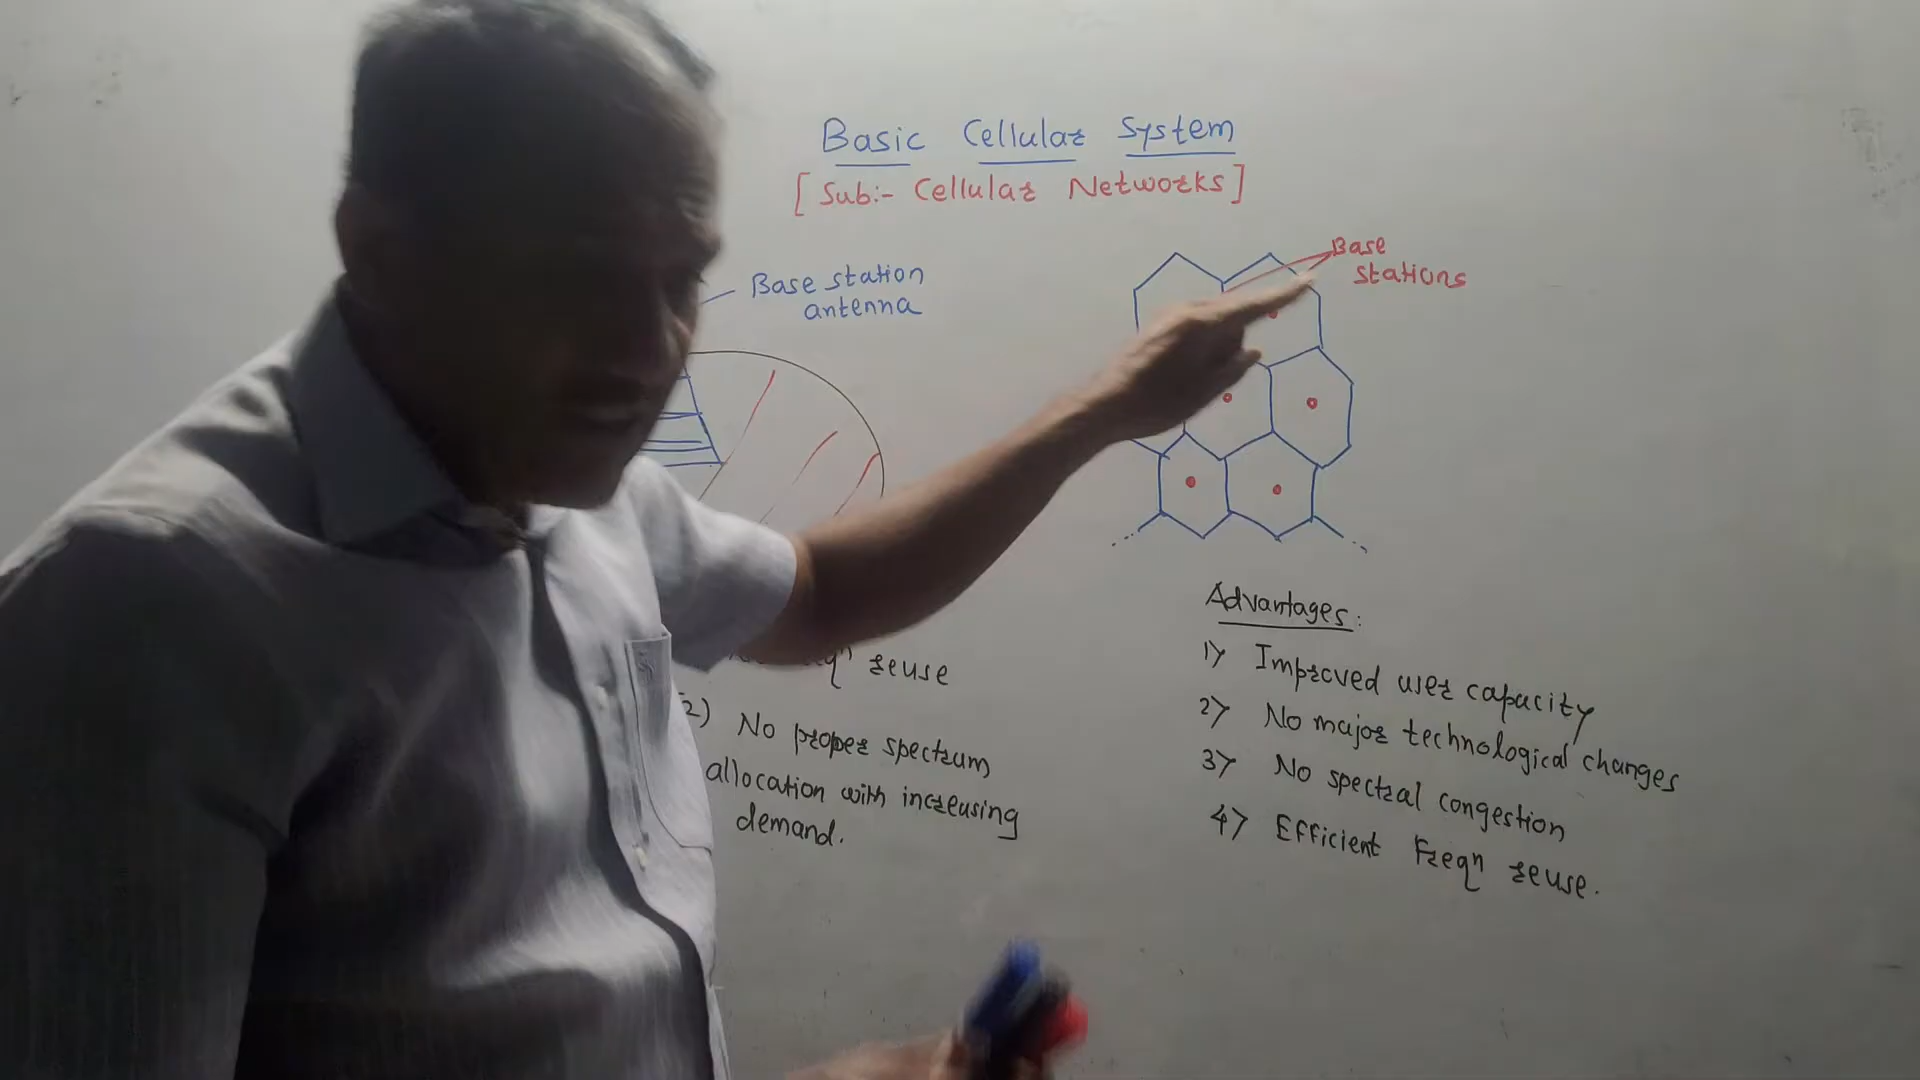 Basic Cellular System
[ Sub:- Cellular Networks ]
Base station
antenna
Base
stations
reuse
2) No proper spectrum
allocation with increasing
demand.
Advantages:
1) Improved user capacity
2) No major technological changes
3) No spectral congestion
4) Efficient Freqn reuse.